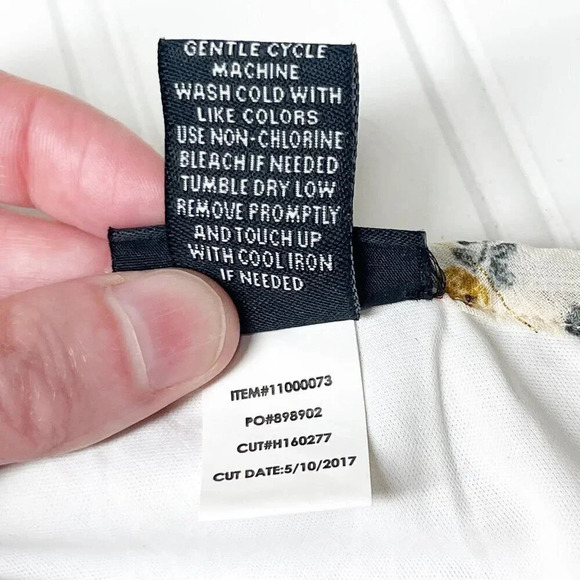 GENTLE CYCLE
MACHINE
WASH COLD WITH
LIKE COLORS
USE NON-CHLORINE
BLEACH IF NEEDED
TUMBLE DRY LOW
REMOVE PROMPTLY
AND TOUCH UP
WITH COOL IRON
IF NEEDED
ITEM#11000073
PO#898902
CUT#H160277
CUT DATE:5/10/2017